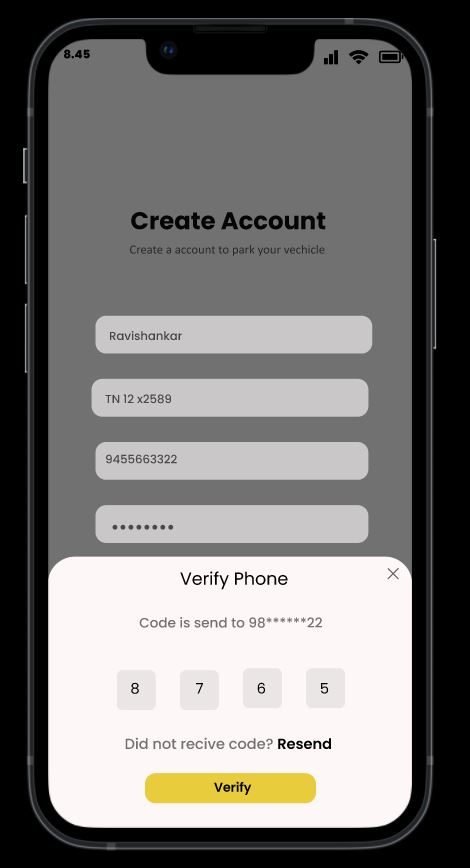 8.45
Create Account
Create a account to park your vechicle
Ravishankar
TN 12 x2589
9455663322
••••••••
Verify Phone
Code is send to 98******22
8 7 6 5
Did not recive code? Resend
Verify